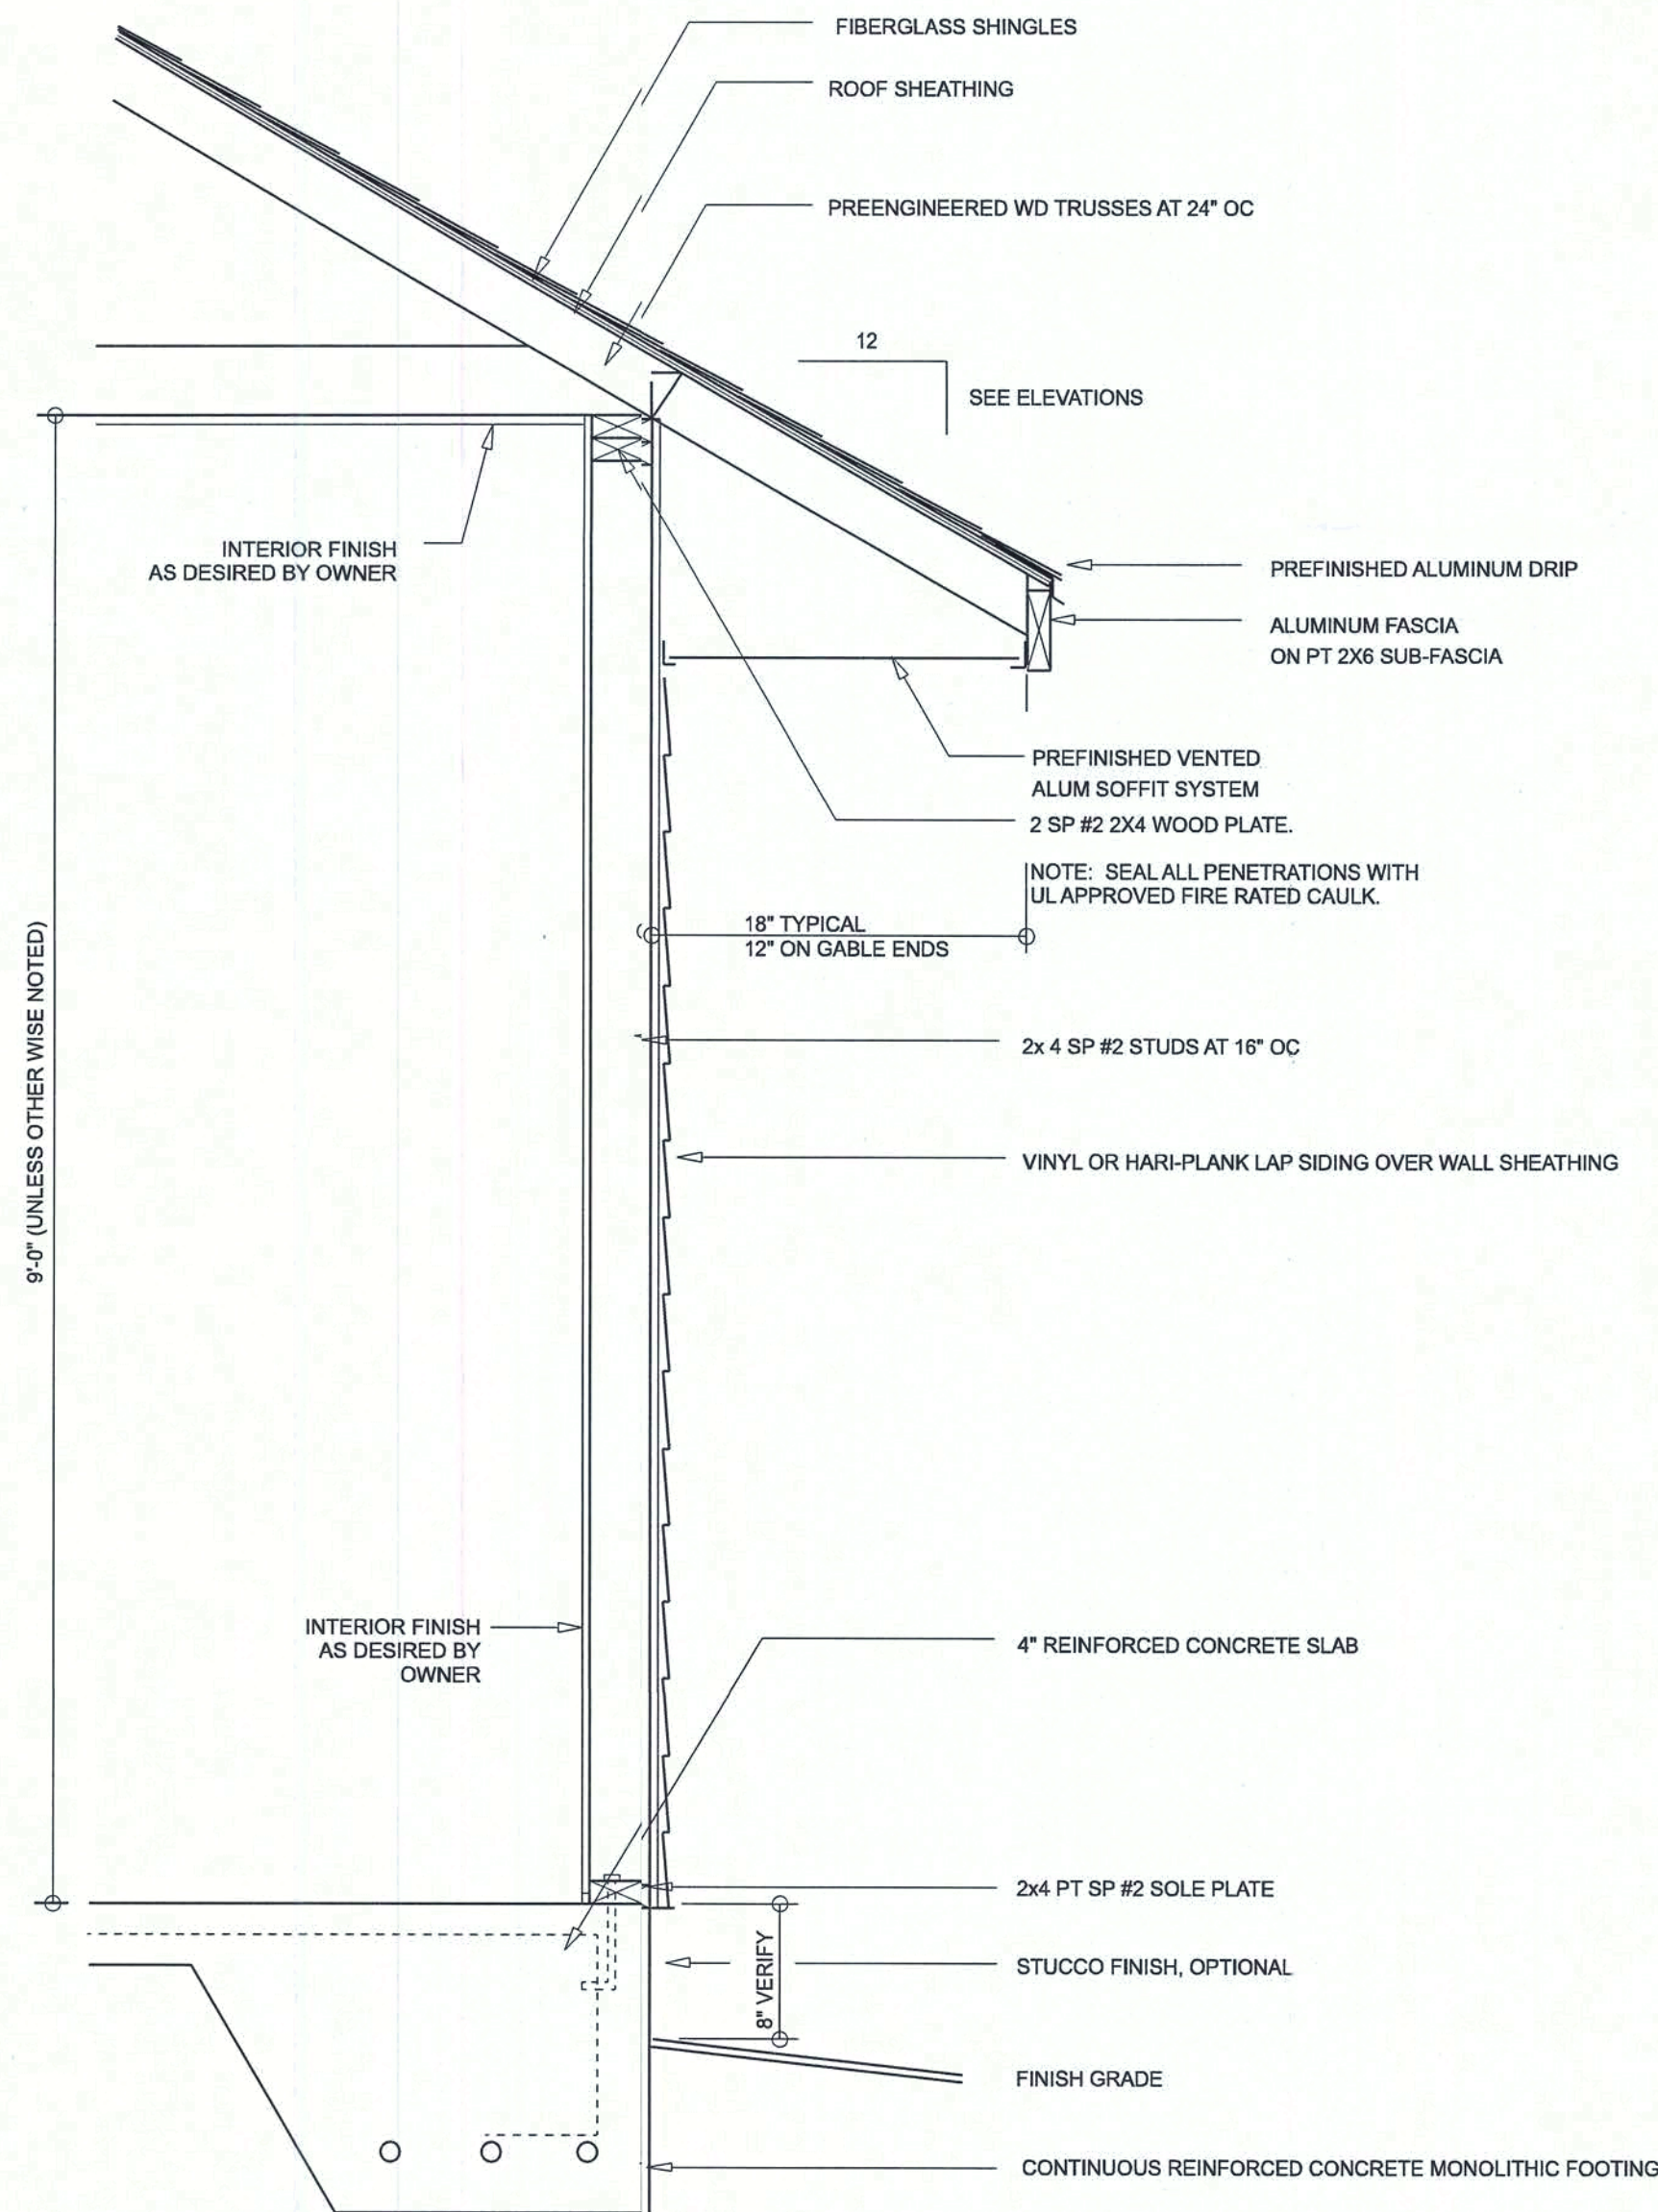 FIBERGLASS SHINGLES
ROOF SHEATHING
PREENGINEERED WD TRUSSES AT 24" OC
12
SEE ELEVATIONS
INTERIOR FINISH
AS DESIRED BY OWNER
PREFINISHED ALUMINUM DRIP
ALUMINUM FASCIA
ON PT 2X6 SUB-FASCIA
PREFINISHED VENTED
ALUM SOFFIT SYSTEM
2 SP #2 2X4 WOOD PLATE.
NOTE: SEAL ALL PENETRATIONS WITH
UL APPROVED FIRE RATED CAULK.
18" TYPICAL
12" ON GABLE ENDS
9'-0" (UNLESS OTHER WISE NOTED)
2x 4 SP #2 STUDS AT 16" OC
VINYL OR HARI-PLANK LAP SIDING OVER WALL SHEATHING
INTERIOR FINISH
AS DESIRED BY
OWNER
4" REINFORCED CONCRETE SLAB
2x4 PT SP #2 SOLE PLATE
8" VERIFY
STUCCO FINISH, OPTIONAL
FINISH GRADE
CONTINUOUS REINFORCED CONCRETE MONOLITHIC FOOTING